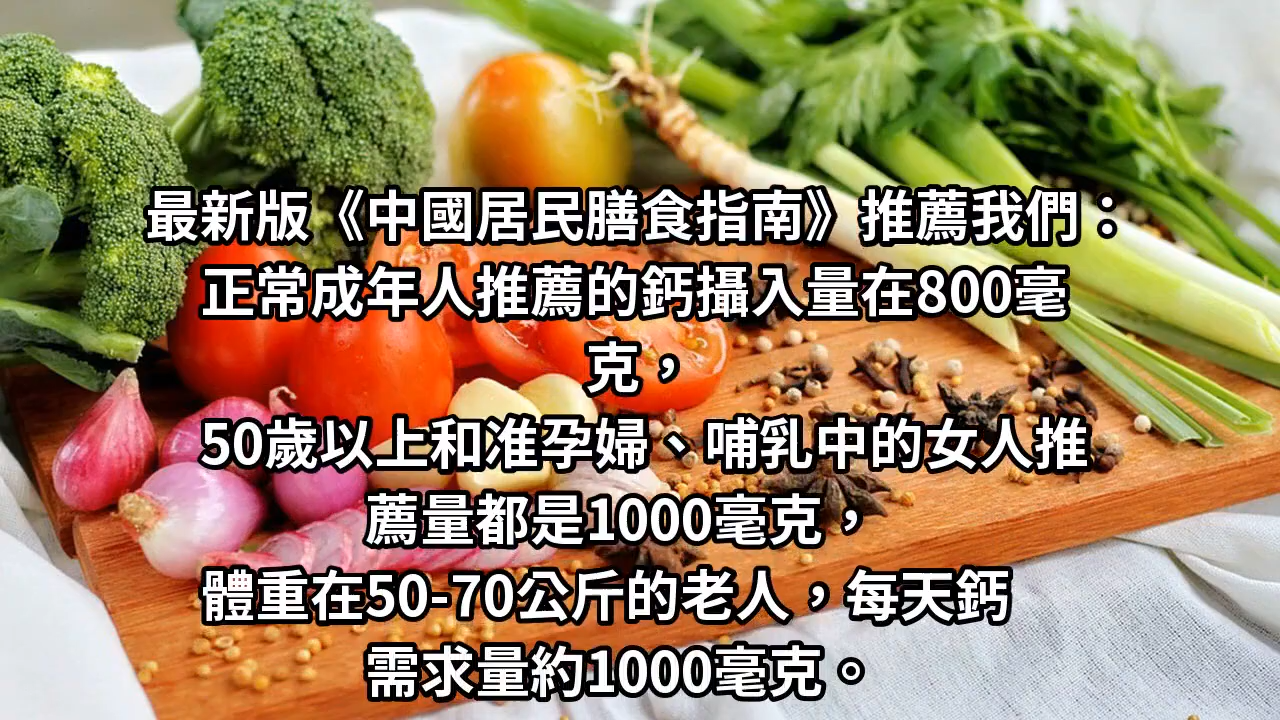 最新版《中國居民膳食指南》推薦我們：
正常成年人推薦的鈣攝入量在800毫
克，
50歲以上和准孕婦、哺乳中的女人推
薦量都是1000毫克，
體重在50-70公斤的老人，每天鈣
需求量約1000毫克。